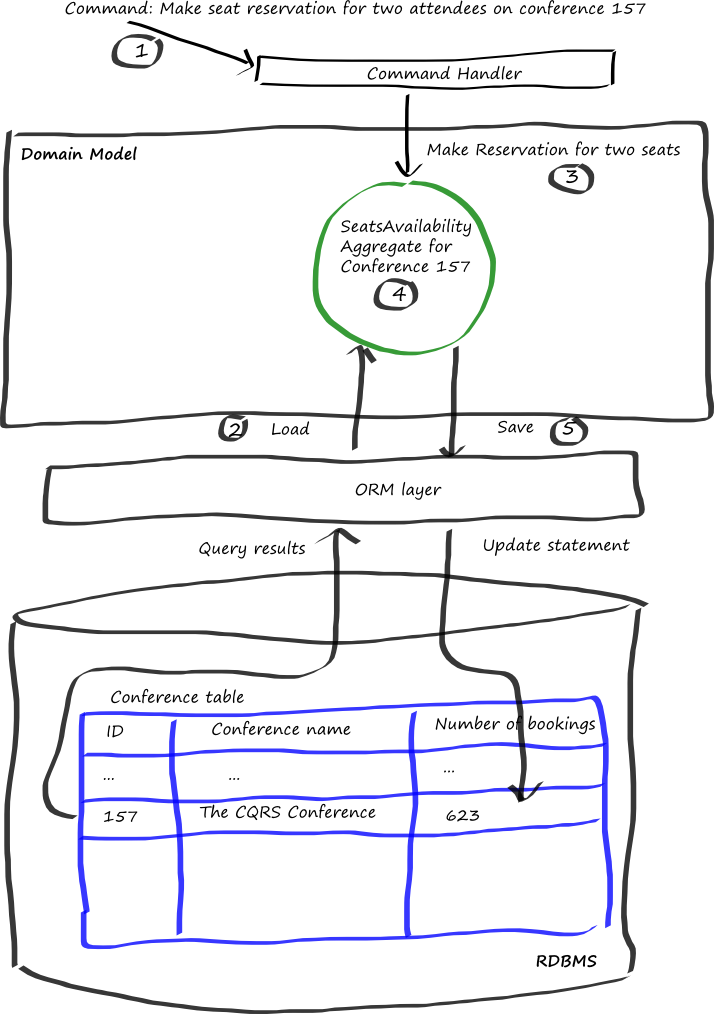 Command: Make seat reservation for two attendees on conference 157
1
Command Handler
Domain Model
Make Reservation for two seats
3
SeatsAvailability
Aggregate for
Conference 157
4
2 Load
Save 5
ORM layer
Query results
Update statement
Conference table
ID Conference name Number of bookings
... ... ...
157 The CQRS Conference 623
RDBMS